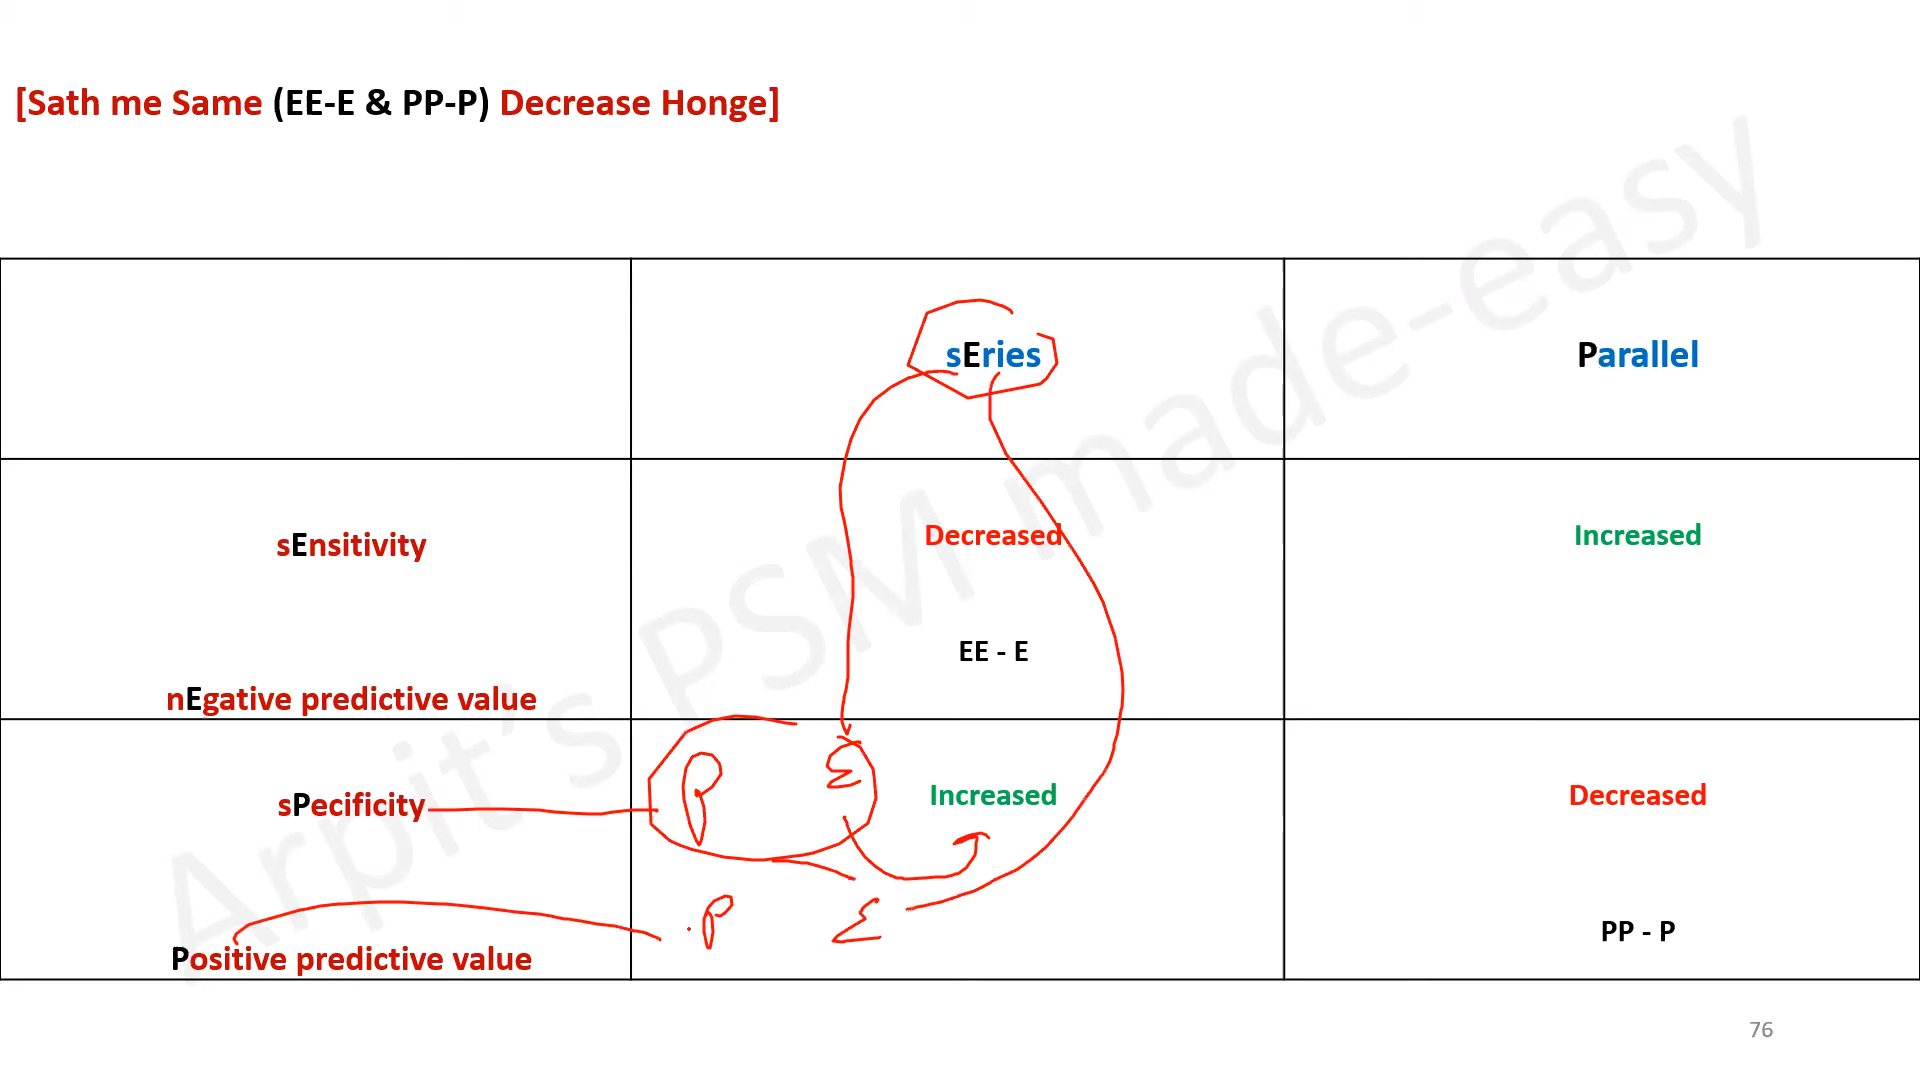 [Sath me Same (EE-E & PP-P) Decrease Honge]
sEries
Parallel
sEnsitivity
Decreased
Increased
EE - E
nEgative predictive value
P
E
sPecificity
Increased
Decreased
P
E
Positive predictive value
PP - P
Arpit's PSM made-easy
76